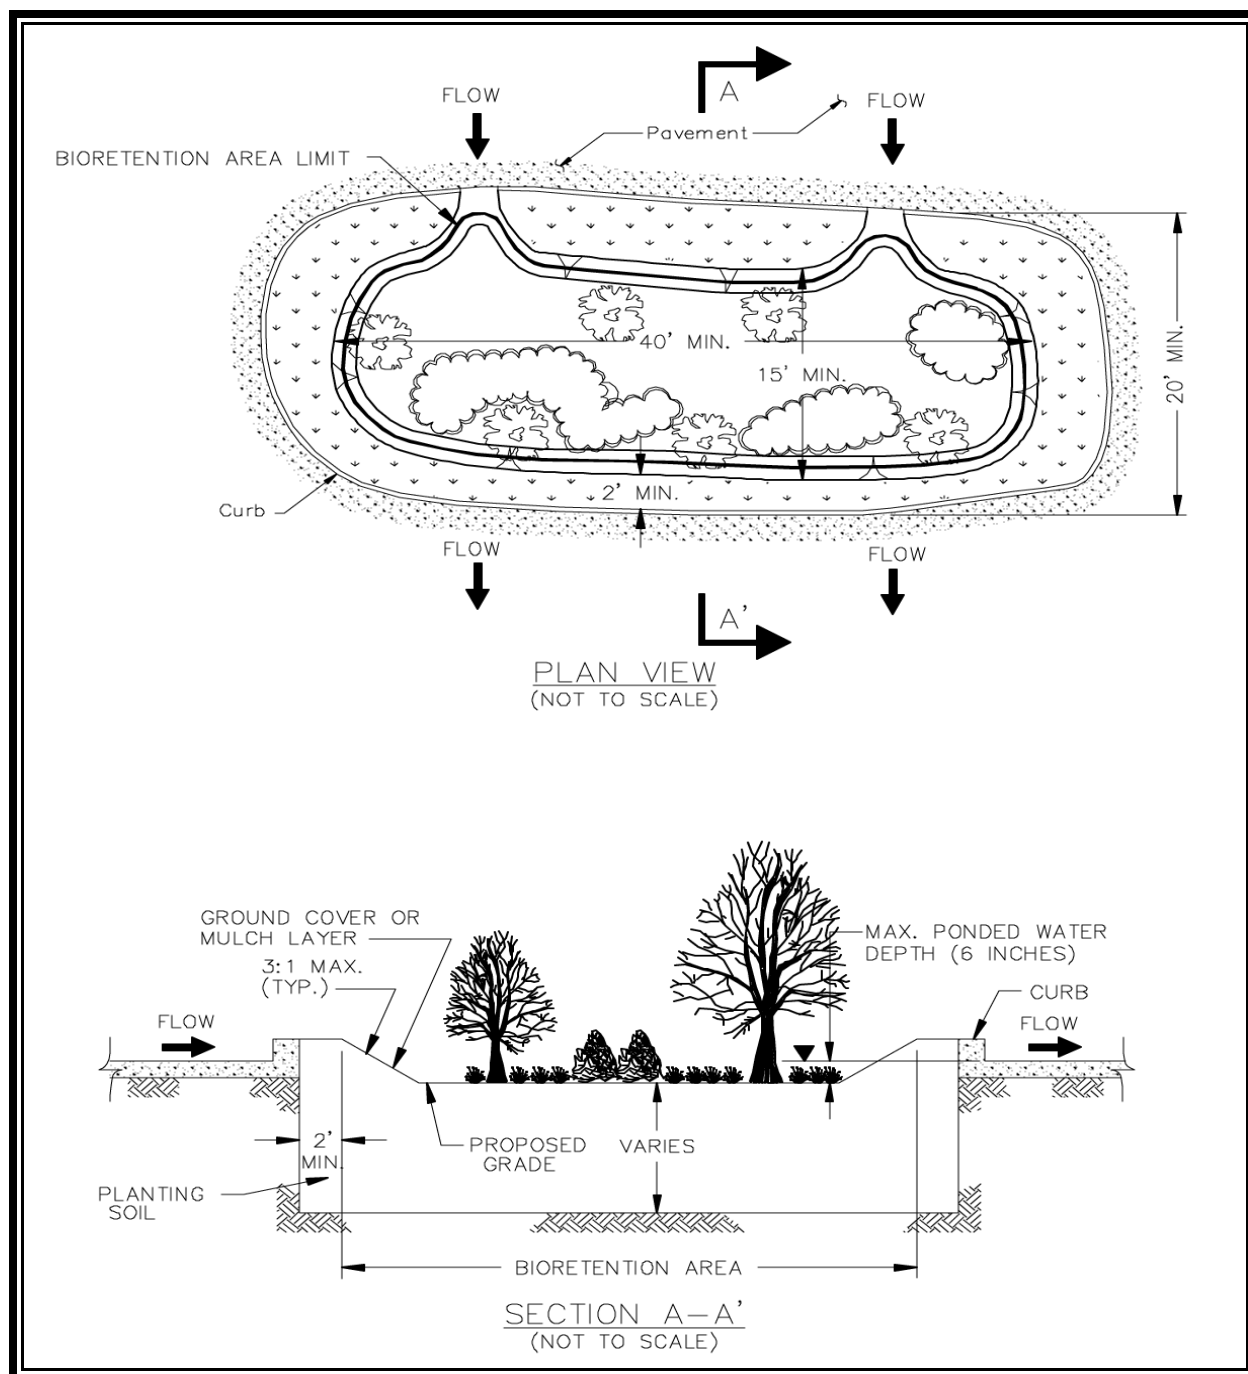 A
FLOW
FLOW
Pavement
BIORETENTION AREA LIMIT
40' MIN.
15' MIN.
20' MIN.
2' MIN.
Curb
FLOW
FLOW
A'
PLAN VIEW
(NOT TO SCALE)
GROUND COVER OR
MULCH LAYER
3:1 MAX.
(TYP.)
MAX. PONDED WATER
DEPTH (6 INCHES)
CURB
FLOW
FLOW
2'
MIN.
PROPOSED
GRADE
VARIES
PLANTING
SOIL
BIORETENTION AREA
SECTION A-A'
(NOT TO SCALE)